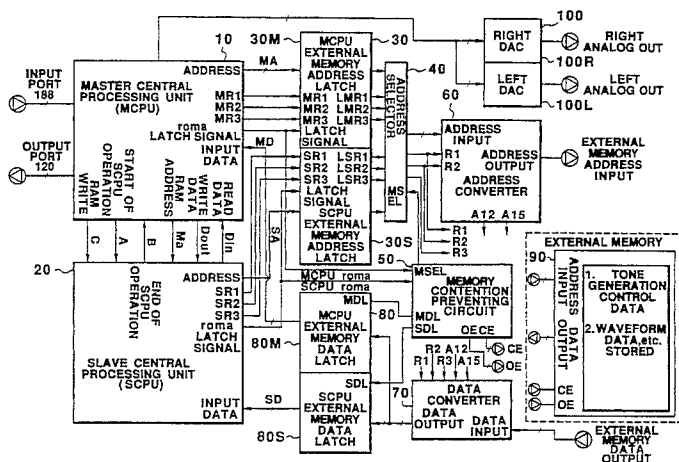 10
MA
30M
30
100
RIGHT DAC
RIGHT ANALOG OUT
100R
LEFT DAC
LEFT ANALOG OUT
100L
INPUT PORT
188
OUTPUT PORT
120
ADDRESS
MASTER CENTRAL
PROCESSING UNIT
(MCPU)
MR1
MR2
MR3
roma
LATCH SIGNAL
INPUT
DATA
MD
START OF
SCPU
OPERATION
RAM
WRITE
RAM
ADDRESS
WRITE
DATA
READ
DATA
C
A
B
Ma
Dout
Din
MCPU
EXTERNAL
MEMORY
ADDRESS
LATCH
MR1 LMR1
MR2 LMR2
MR3 LMR3
LATCH
SIGNAL
SR1 LSR1
SR2 LSR2
SR3 LSR3
LATCH
SIGNAL
SCPU
EXTERNAL
MEMORY
ADDRESS
LATCH
30S
40
ADDRESS
SELECTOR
MSEL
60
ADDRESS
INPUT
R1
R2
ADDRESS
OUTPUT
ADDRESS
CONVERTER
A12 A15
EXTERNAL
MEMORY
ADDRESS
INPUT
R1
R2
R3
SA
20
END OF
SCPU
OPERATION
ADDRESS
SR1
SR2
SR3
roma
LATCH
SIGNAL
SLAVE CENTRAL
PROCESSING UNIT
(SCPU)
INPUT
DATA
SD
MCPU roma
SCPU roma
50
MSEL
MEMORY
CONTENTION
PREVENTING
CIRCUIT
MDL
SDL
OE CE
CE
OE
MDL
80
MCPU
EXTERNAL
MEMORY
DATA
LATCH
80M
SDL
SCPU
EXTERNAL
MEMORY
DATA
LATCH
80S
R2 A12
R1 R3 A15
70
DATA
CONVERTER
DATA
OUTPUT
DATA
INPUT
EXTERNAL MEMORY
90
ADDRESS
INPUT
DATA
OUTPUT
CE
OE
1. TONE
GENERATION
CONTROL
DATA
2.WAVEFORM
DATA,etc.
STORED
EXTERNAL
MEMORY
DATA
OUTPUT